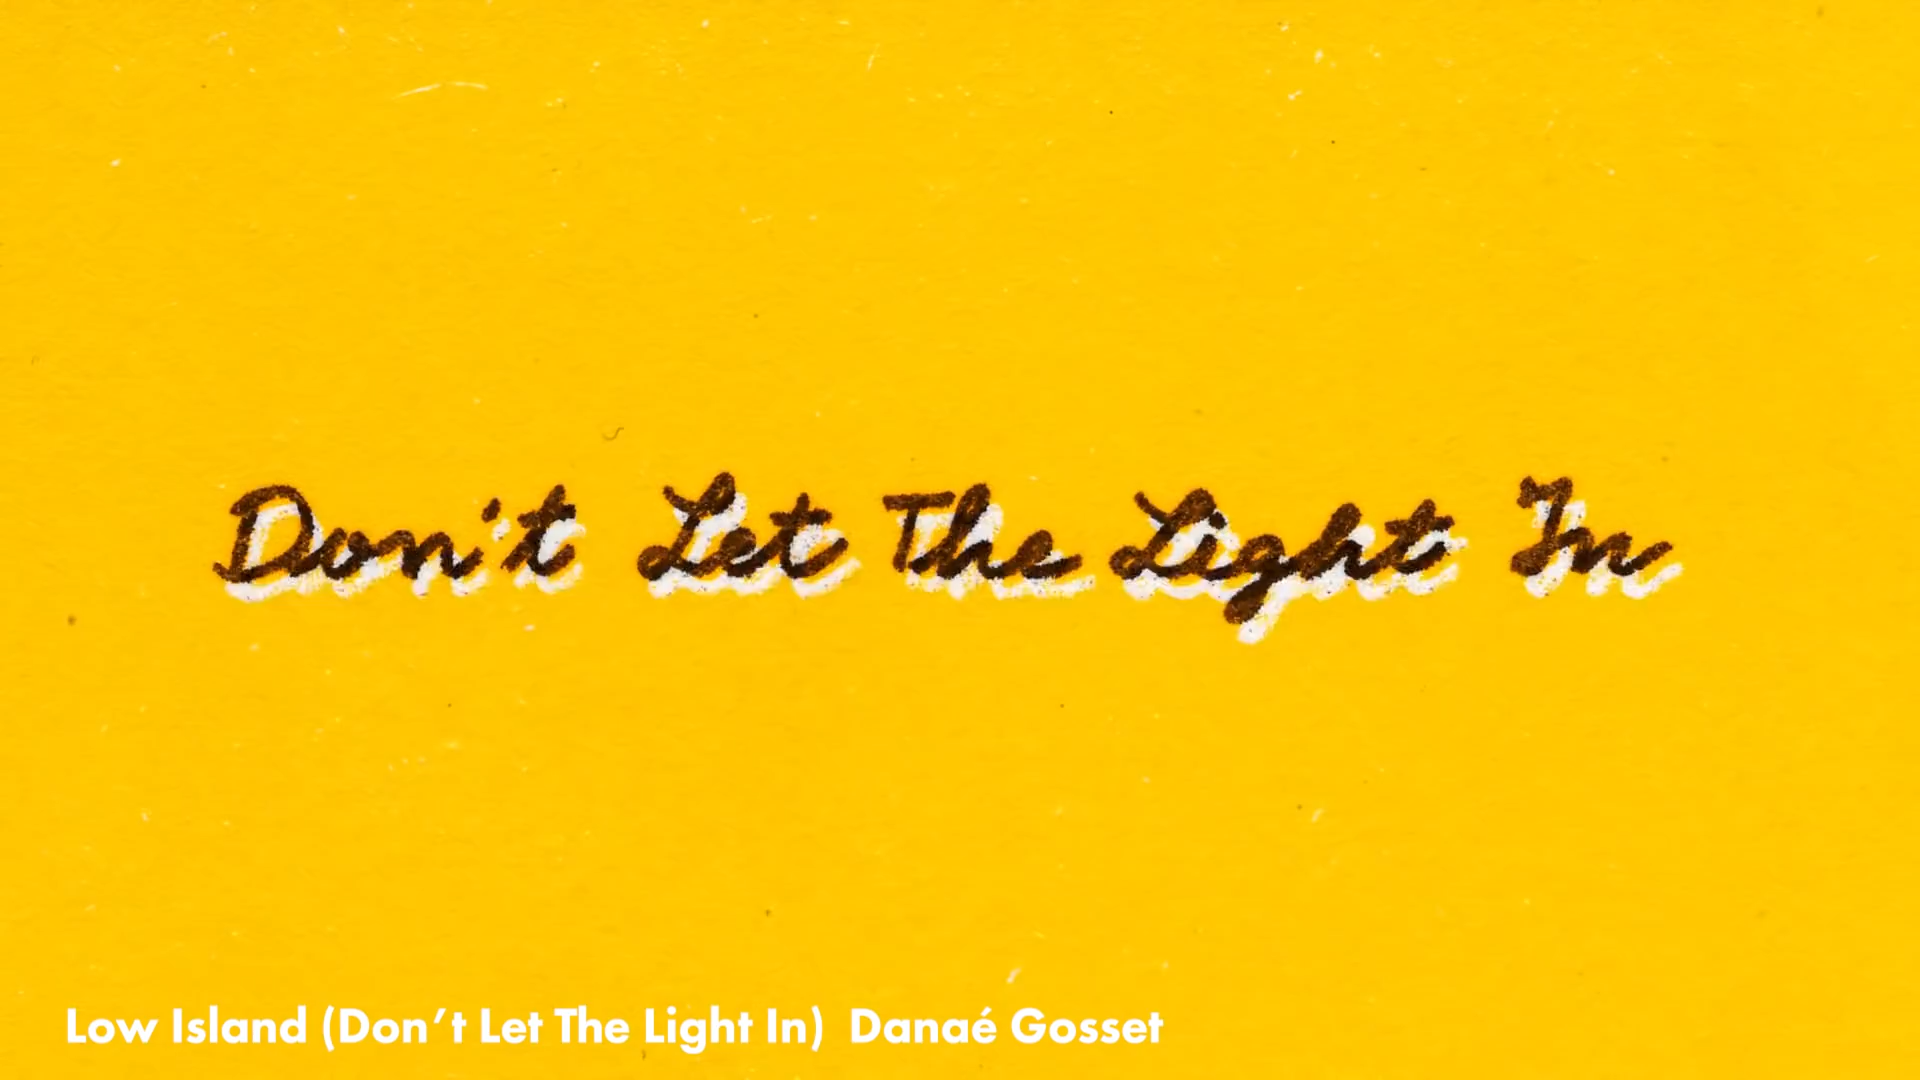 Don't Let The Light In
Low Island (Don’t Let The Light In)  Danaé Gosset